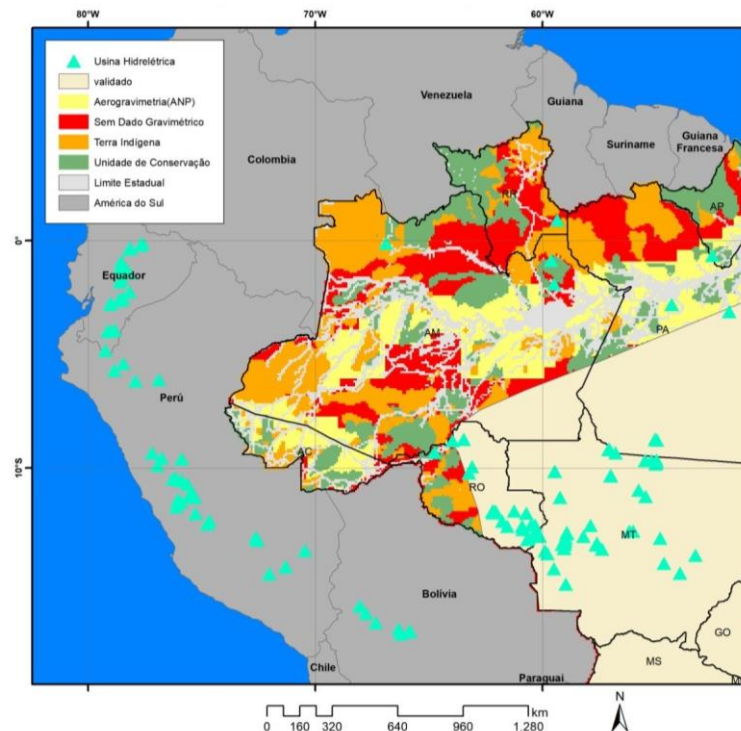 80°W 70°W 60°W
Usina Hidrelétrica
validado
Aerogravimetria(ANP)
Sem Dado Gravimétrico
Terra Indígena
Unidade de Conservação
Limite Estadual
América do Sul
Venezuela
Guiana
Suriname
Guiana
Francesa
Colombia
RR
AP
0°
Equador
AM
PA
Perú
AC
10°S
RO
MT
Bolívia
GO
MS
Chile
Paraguai
N
km
0 160 320 640 960 1.280